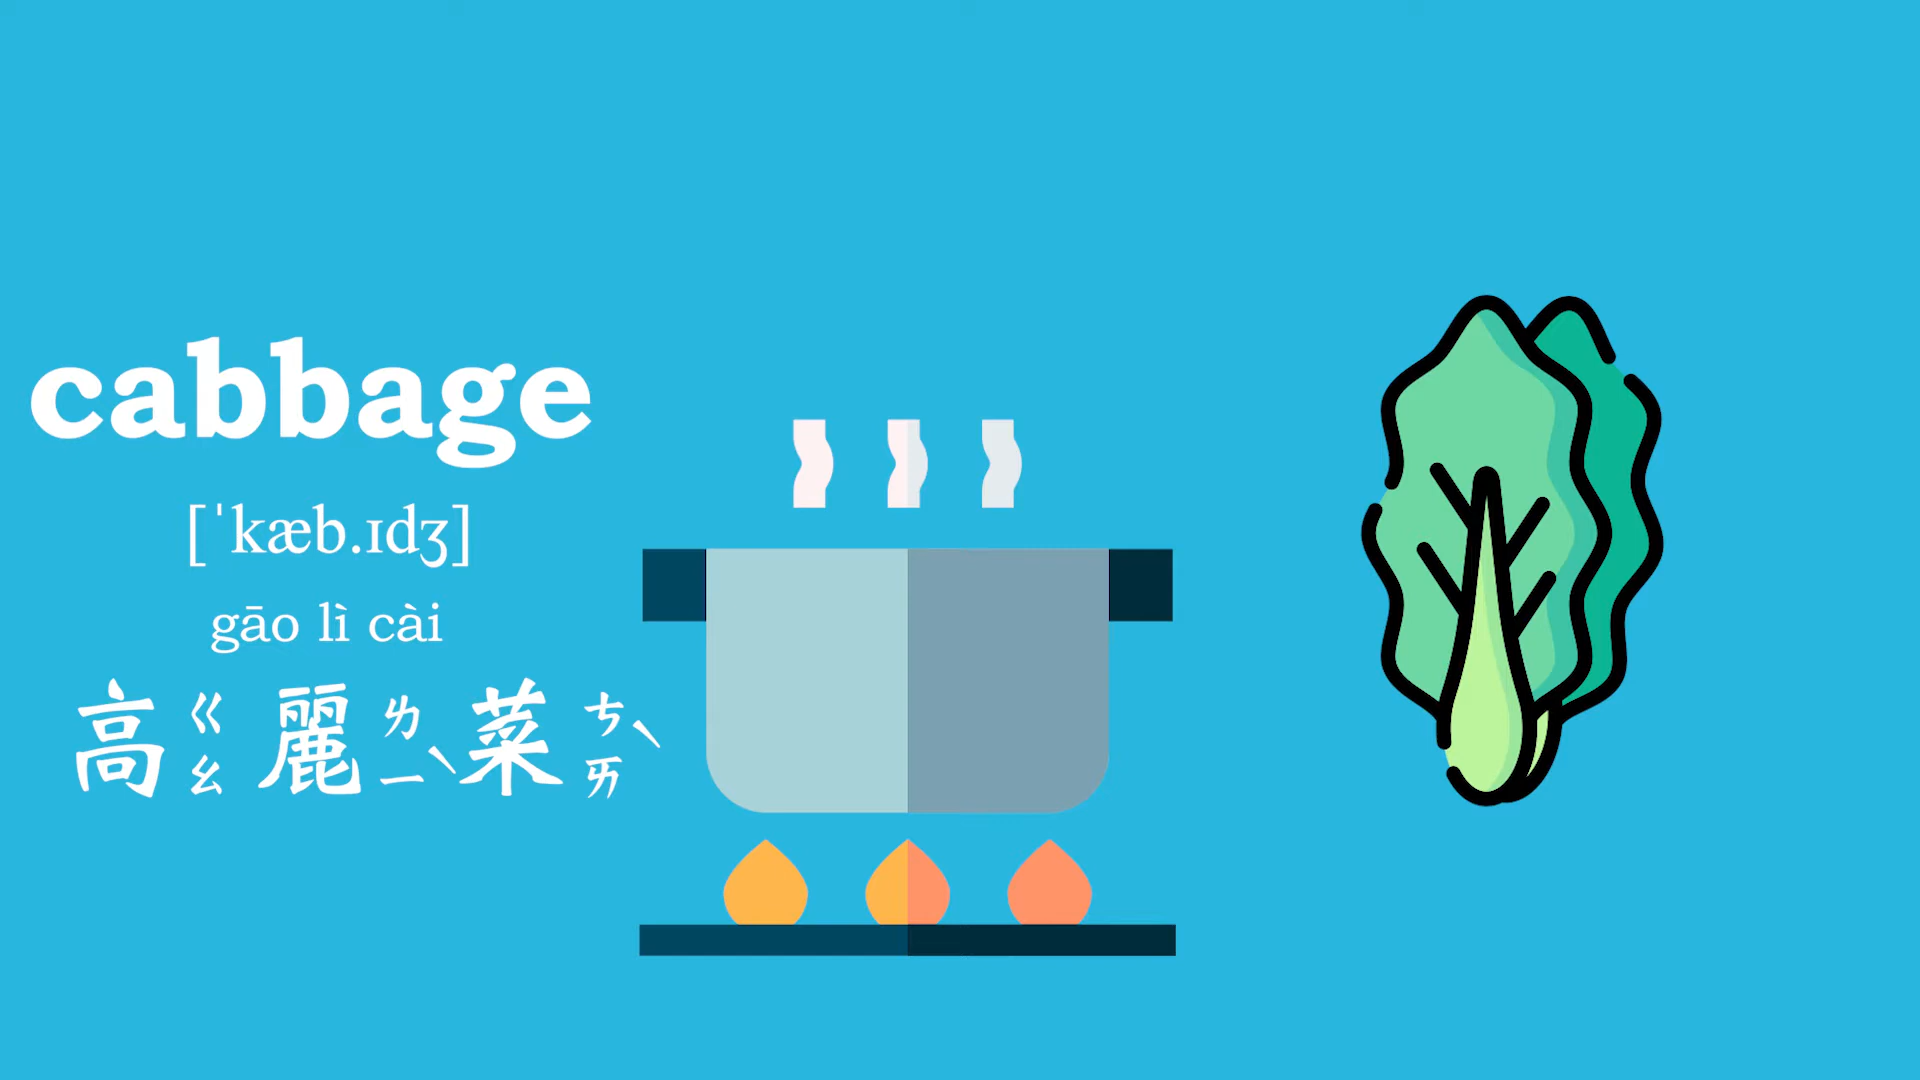 cabbage
[ˈkæb.ɪdʒ]
gāo lì cài
高ㄍㄠ麗ㄌㄧˋ菜ㄘㄞˋ